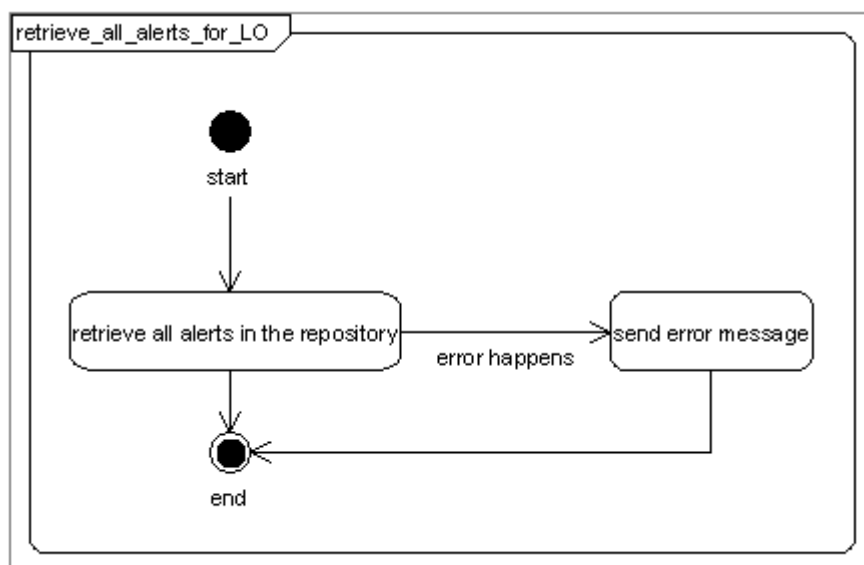 retrieve_all_alerts_for_LO
start
retrieve all alerts in the repository
send error message
error happens
end